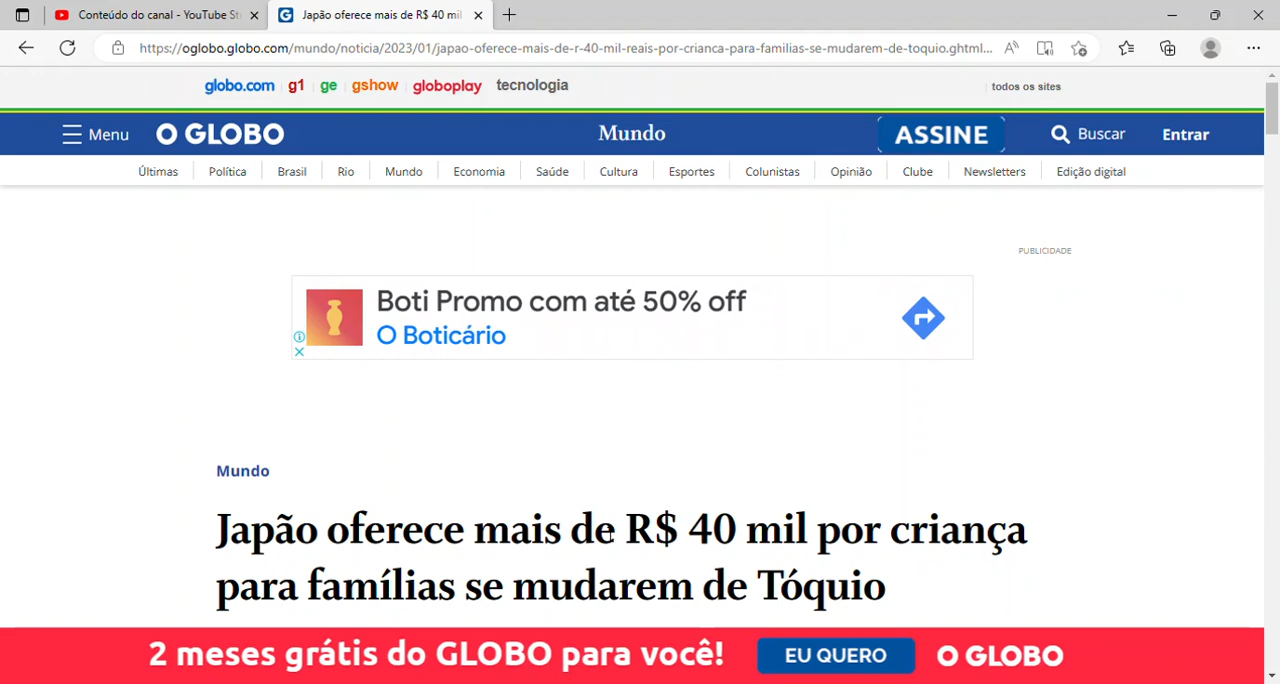 Conteúdo do canal - YouTube St
Japão oferece mais de R$ 40 mil
https://oglobo.globo.com/mundo/noticia/2023/01/japao-oferece-mais-de-r-40-mil-reais-por-crianca-para-familias-se-mudarem-de-toquio.ghtml...
globo.com g1 ge gshow globoplay tecnologia
todos os sites
Menu O GLOBO Mundo ASSINE Buscar Entrar
Últimas Política Brasil Rio Mundo Economia Saúde Cultura Esportes Colunistas Opinião Clube Newsletters Edição digital
PUBLICIDADE
Boti Promo com até 50% off
O Boticário
Mundo
Japão oferece mais de R$ 40 mil por criança
para famílias se mudarem de Tóquio
2 meses grátis do GLOBO para você! EU QUERO O GLOBO